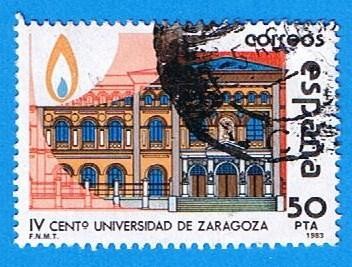 CORREOS
españa
IV CENTº UNIVERSIDAD DE ZARAGOZA
F.N.M.T.
50
PTA
1983